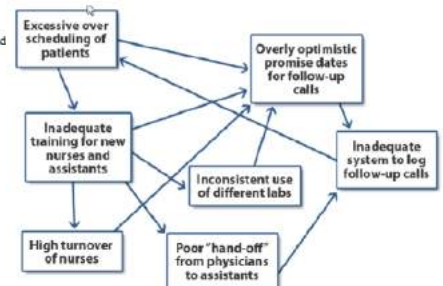 Excessive over
scheduling of
patients
d
Overly optimistic
promise dates
for follow-up
calls
Inadequate
training for new
nurses and
assistants
Inadequate
system to log
follow-up calls
Inconsistent use
of different labs
High turnover
of nurses
Poor "hand-off"
from physicians
to assistants